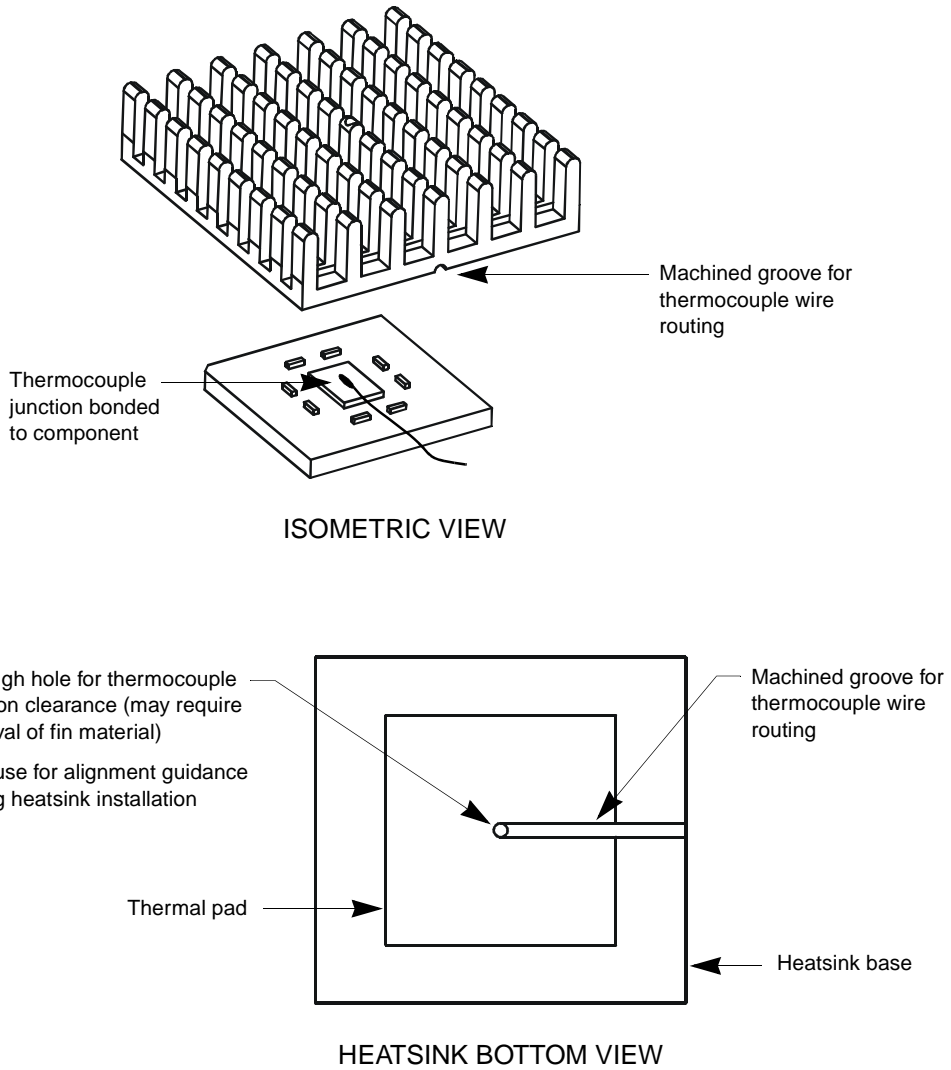 Machined groove for
thermocouple wire
routing
Thermocouple
junction bonded
to component
ISOMETRIC VIEW
gh hole for thermocouple
on clearance (may require
val of fin material)
use for alignment guidance
g heatsink installation
Machined groove for
thermocouple wire
routing
Thermal pad
Heatsink base
HEATSINK BOTTOM VIEW